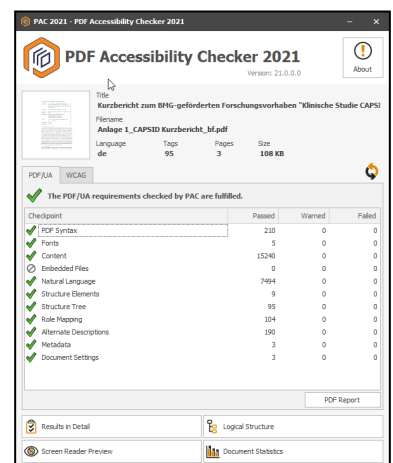 PAC 2021 - PDF Accessibility Checker 2021
PDF Accessibility Checker 2021
Version: 21.0.0.0
About
Title
Kurzbericht zum BMG-geförderten Forschungsvorhaben "Klinische Studie CAPSI
Filename
Anlage 1_CAPSID Kurzbericht_bf.pdf
Language Tags Pages Size
de 95 3 108 KB
PDF/UA WCAG
The PDF/UA requirements checked by PAC are fulfilled.
Checkpoint Passed Warned Failed
PDF Syntax 210 0 0
Fonts 5 0 0
Content 15240 0 0
Embedded Files 0 0 0
Natural Language 7494 0 0
Structure Elements 9 0 0
Structure Tree 95 0 0
Role Mapping 104 0 0
Alternate Descriptions 190 0 0
Metadata 3 0 0
Document Settings 3 0 0
PDF Report
Results in Detail Logical Structure
Screen Reader Preview Document Statistics